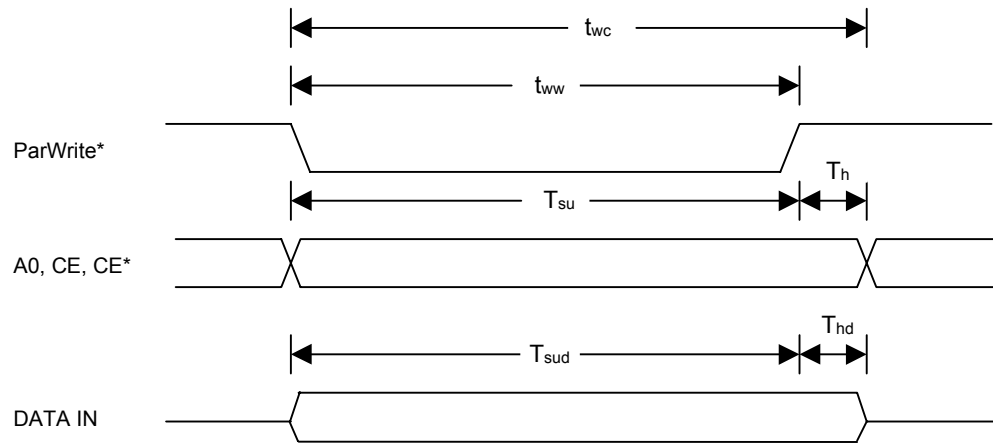 twc
tww
ParWrite*
Th
Tsu
A0, CE, CE*
Thd
Tsud
DATA IN